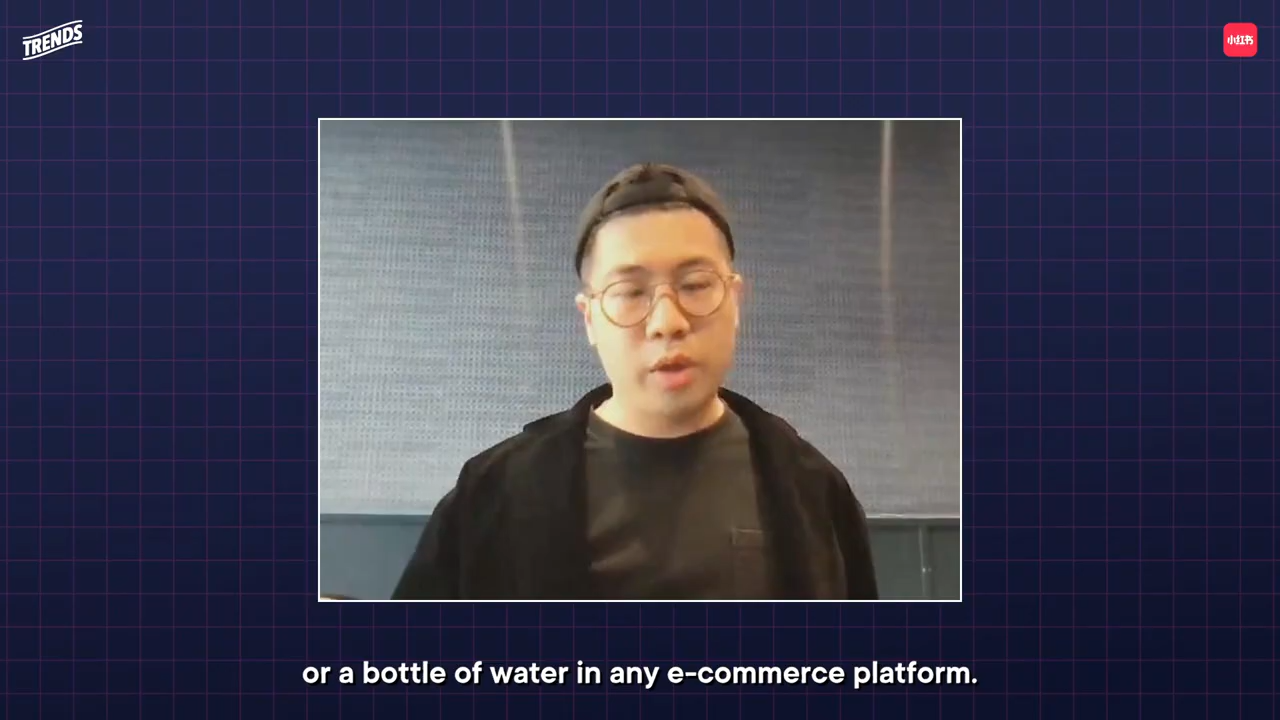 TRENDS
小红书
or a bottle of water in any e-commerce platform.